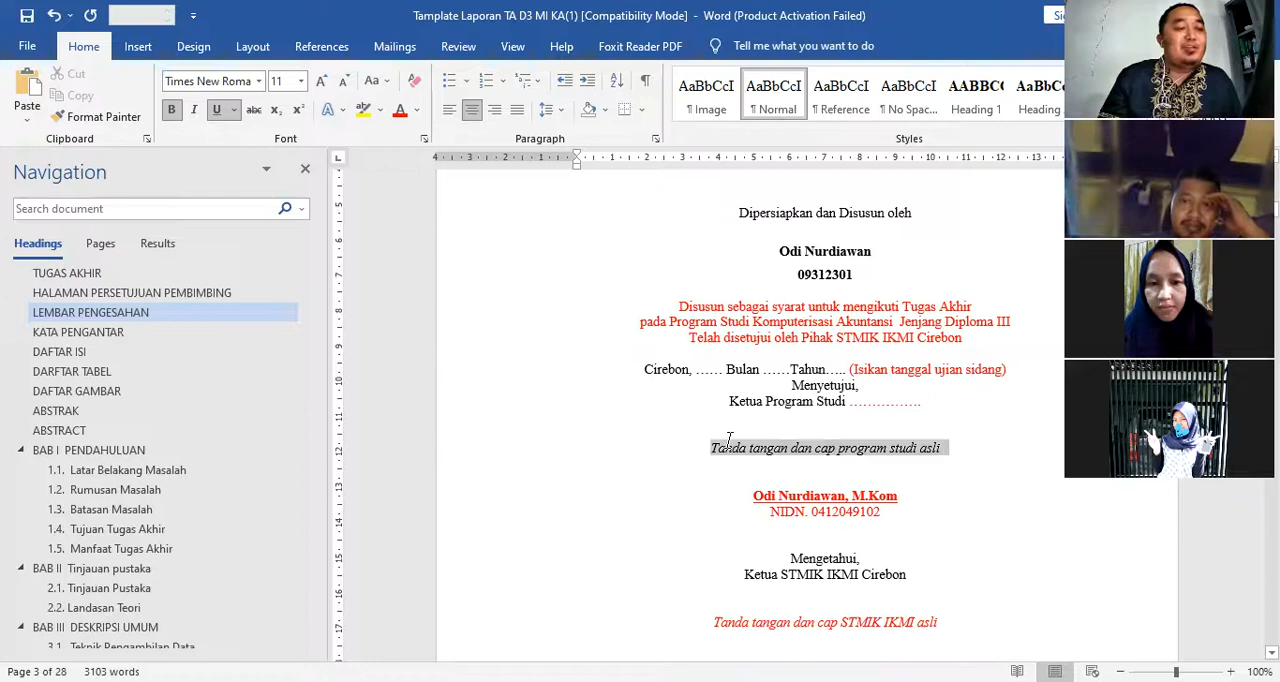 Tamplate Laporan TA D3 MI KA(1) [Compatibility Mode] - Word (Product Activation Failed)
File Home Insert Design Layout References Mailings Review View Help Foxit Reader PDF Tell me what you want to do
Paste
Cut
Copy
Format Painter
Clipboard
Times New Roma 11
Font
Paragraph
AaBbCcI AaBbCcI AaBbCcI AaBbCcI AABBC( AaBbCcI
¶ Image ¶ Normal ¶ Reference ¶ No Spac... Heading 1 Heading
Styles
Navigation
Search document
Headings Pages Results
TUGAS AKHIR
HALAMAN PERSETUJUAN PEMBIMBING
LEMBAR PENGESAHAN
KATA PENGANTAR
DAFTAR ISI
DARFTAR TABEL
DAFTAR GAMBAR
ABSTRAK
ABSTRACT
BAB I PENDAHULUAN
1.1. Latar Belakang Masalah
1.2. Rumusan Masalah
1.3. Batasan Masalah
1.4. Tujuan Tugas Akhir
1.5. Manfaat Tugas Akhir
BAB II Tinjauan pustaka
2.1. Tinjauan Pustaka
2.2. Landasan Teori
BAB III DESKRIPSI UMUM
3.1. Teknik Pengambilan Data
Dipersiapkan dan Disusun oleh
Odi Nurdiawan
09312301
Disusun sebagai syarat untuk mengikuti Tugas Akhir
pada Program Studi Komputerisasi Akuntansi Jenjang Diploma III
Telah disetujui oleh Pihak STMIK IKMI Cirebon
Cirebon, …… Bulan ……Tahun….. (Isikan tanggal ujian sidang)
Menyetujui,
Ketua Program Studi …………….
Tanda tangan dan cap program studi asli
Odi Nurdiawan, M.Kom
NIDN. 0412049102
Mengetahui,
Ketua STMIK IKMI Cirebon
Tanda tangan dan cap STMIK IKMI asli
Page 3 of 28 3103 words
100%